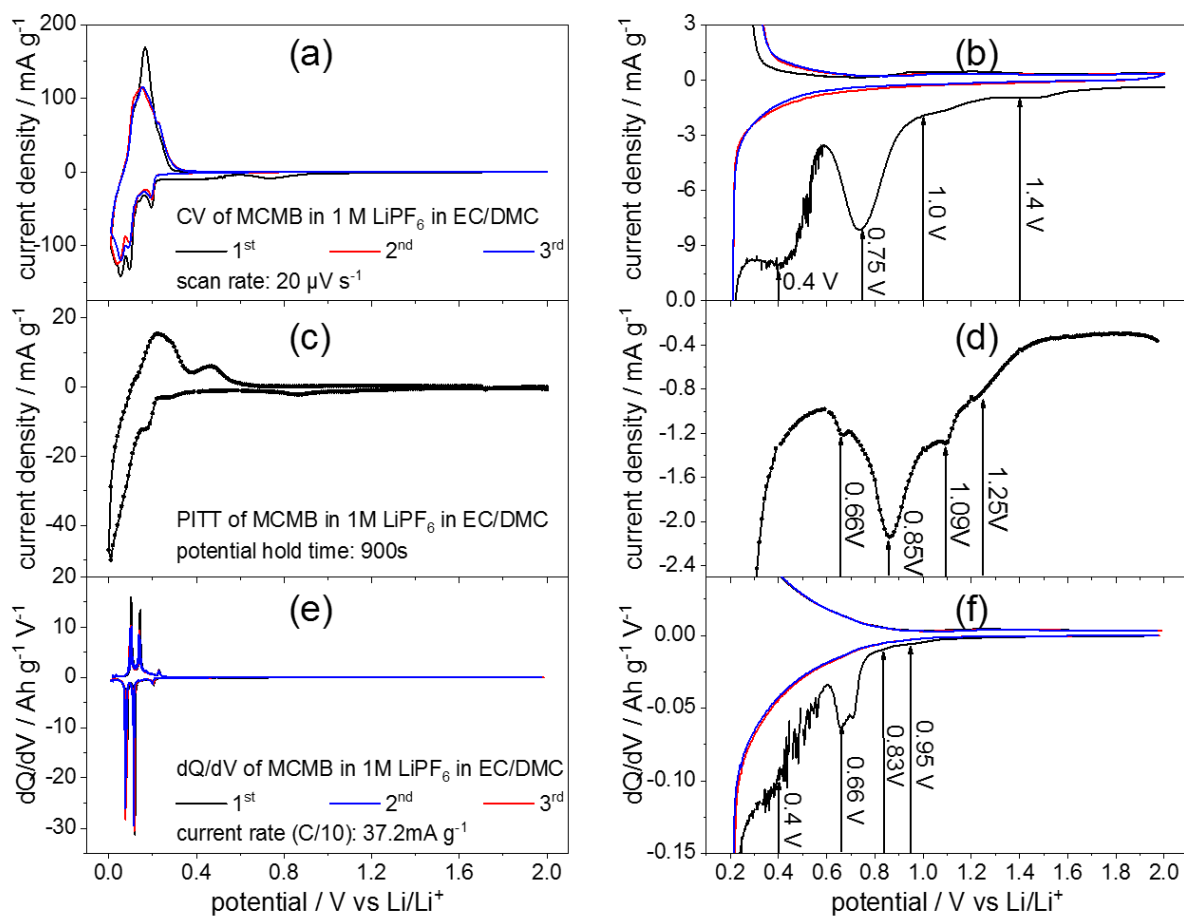 200
100
0
-100
current density / mA g-1
(a)
CV of MCMB in 1 M LiPF6 in EC/DMC
1st 2nd 3rd
scan rate: 20 µV s-1
3
0
-3
-6
-9
0.0
current density / mA g-1
(b)
0.4 V
0.75 V
1.0 V
1.4 V
20
0
-20
-40
20
current density / mA g-1
(c)
PITT of MCMB in 1M LiPF6 in EC/DMC
potential hold time: 900s
-0.4
-0.8
-1.2
-1.6
-2.0
-2.4
current density / mA g-1
(d)
0.66V
0.85V
1.09V
1.25V
10
0
-10
-20
-30
dQ/dV / Ah g-1 V-1
(e)
dQ/dV of MCMB in 1M LiPF6 in EC/DMC
1st 2nd 3rd
current rate (C/10): 37.2mA g-1
0.0 0.4 0.8 1.2 1.6 2.0
potential / V vs Li/Li+
0.00
-0.05
-0.10
-0.15
dQ/dV / Ah g-1 V-1
(f)
0.4 V
0.66 V
0.83V
0.95 V
0.2 0.4 0.6 0.8 1.0 1.2 1.4 1.6 1.8 2.0
potential / V vs Li/Li+